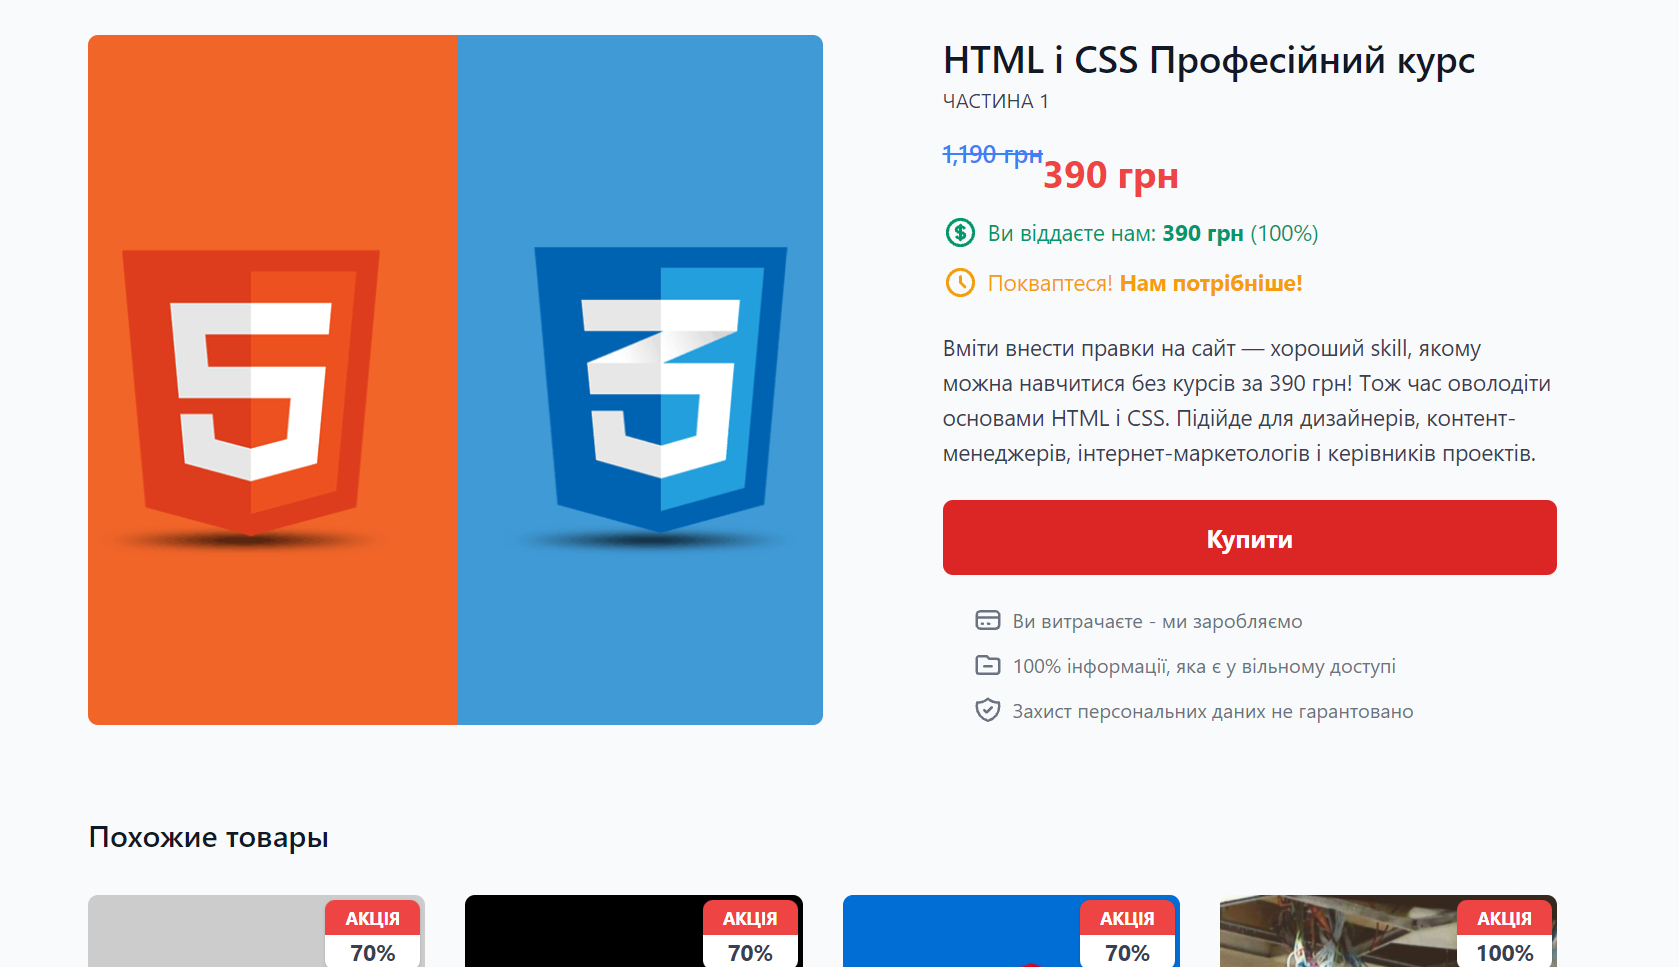 HTML і CSS Професійний курс
ЧАСТИНА 1
1,190 грн
390 грн
Ви віддаєте нам: 390 грн (100%)
Покваптеся! Нам потрібніше!
Вміти внести правки на сайт — хороший skill, якому
можна навчитися без курсів за 390 грн! Тож час оволодіти
основами HTML і CSS. Підійде для дизайнерів, контент-
менеджерів, інтернет-маркетологів і керівників проектів.
Купити
Ви витрачаєте - ми заробляємо
100% інформації, яка є у вільному доступі
Захист персональних даних не гарантовано
Похожие товары
АКЦІЯ
70%
АКЦІЯ
70%
АКЦІЯ
70%
АКЦІЯ
100%